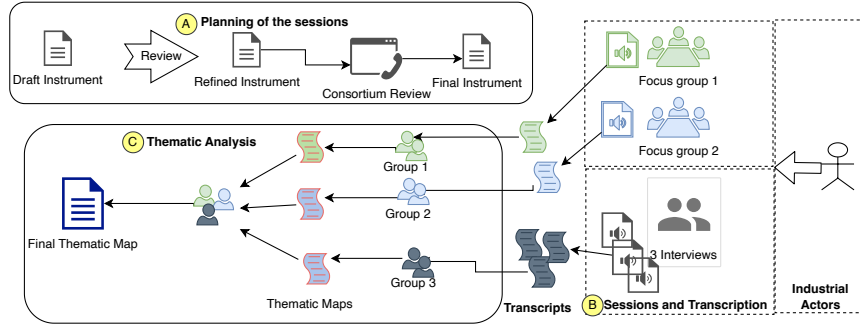 A Planning of the sessions
Draft Instrument
Review
Refined Instrument
Consortium Review
Final Instrument
Focus group 1
Focus group 2
C Thematic Analysis
Group 1
Group 2
Group 3
Final Thematic Map
Thematic Maps
Transcripts
3 Interviews
B Sessions and Transcription
Industrial
Actors